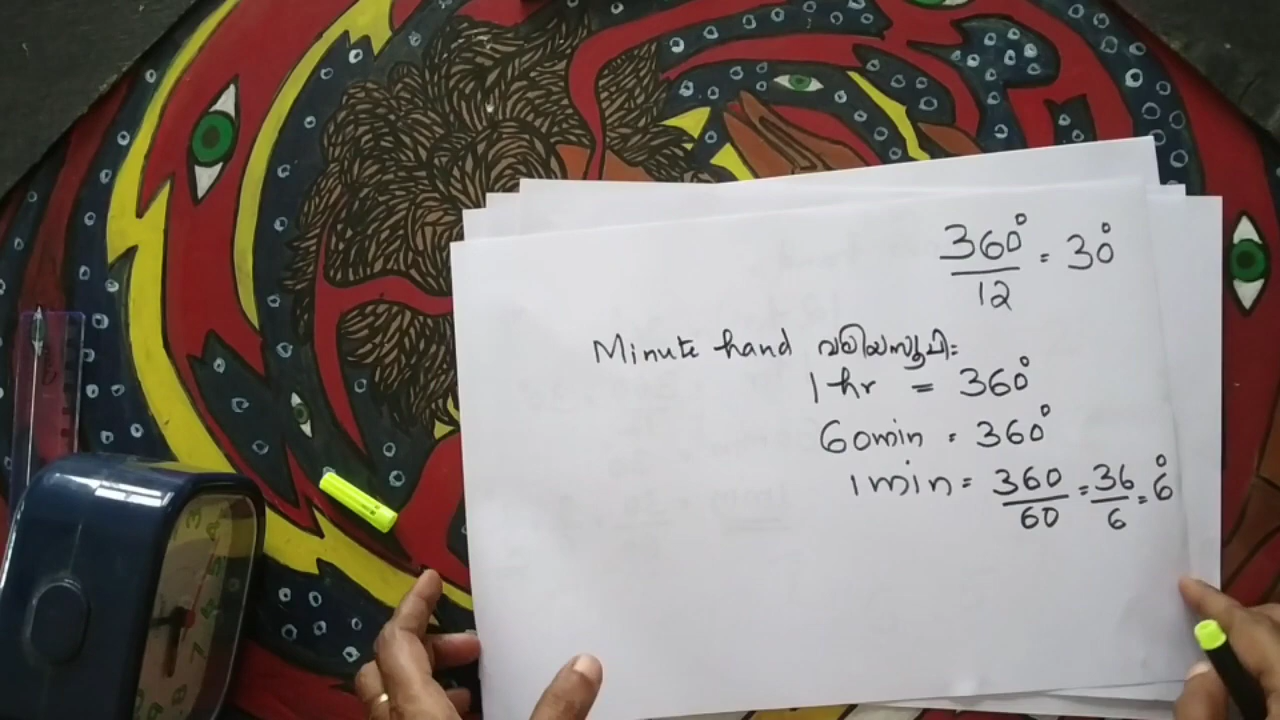 360° / 12 = 30°
Minute hand വലിയസൂചി:
1 hr = 360°
60min = 360°
1 min = 360 / 60 = 36 / 6 = 6°